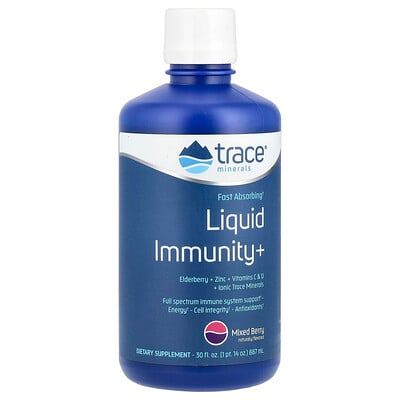 trace®
minerals
Fast Absorbing!
Liquid
Immunity+
Elderberry + Zinc + Vitamins C & D
+ Ionic Trace Minerals
Full spectrum immune system support~
Energy~ - Cell Integrity~ - Antioxidants~
Mixed Berry
naturally flavored
DIETARY SUPPLEMENT - 30 fl. oz. (1 pt. 14 oz.) 887 mL